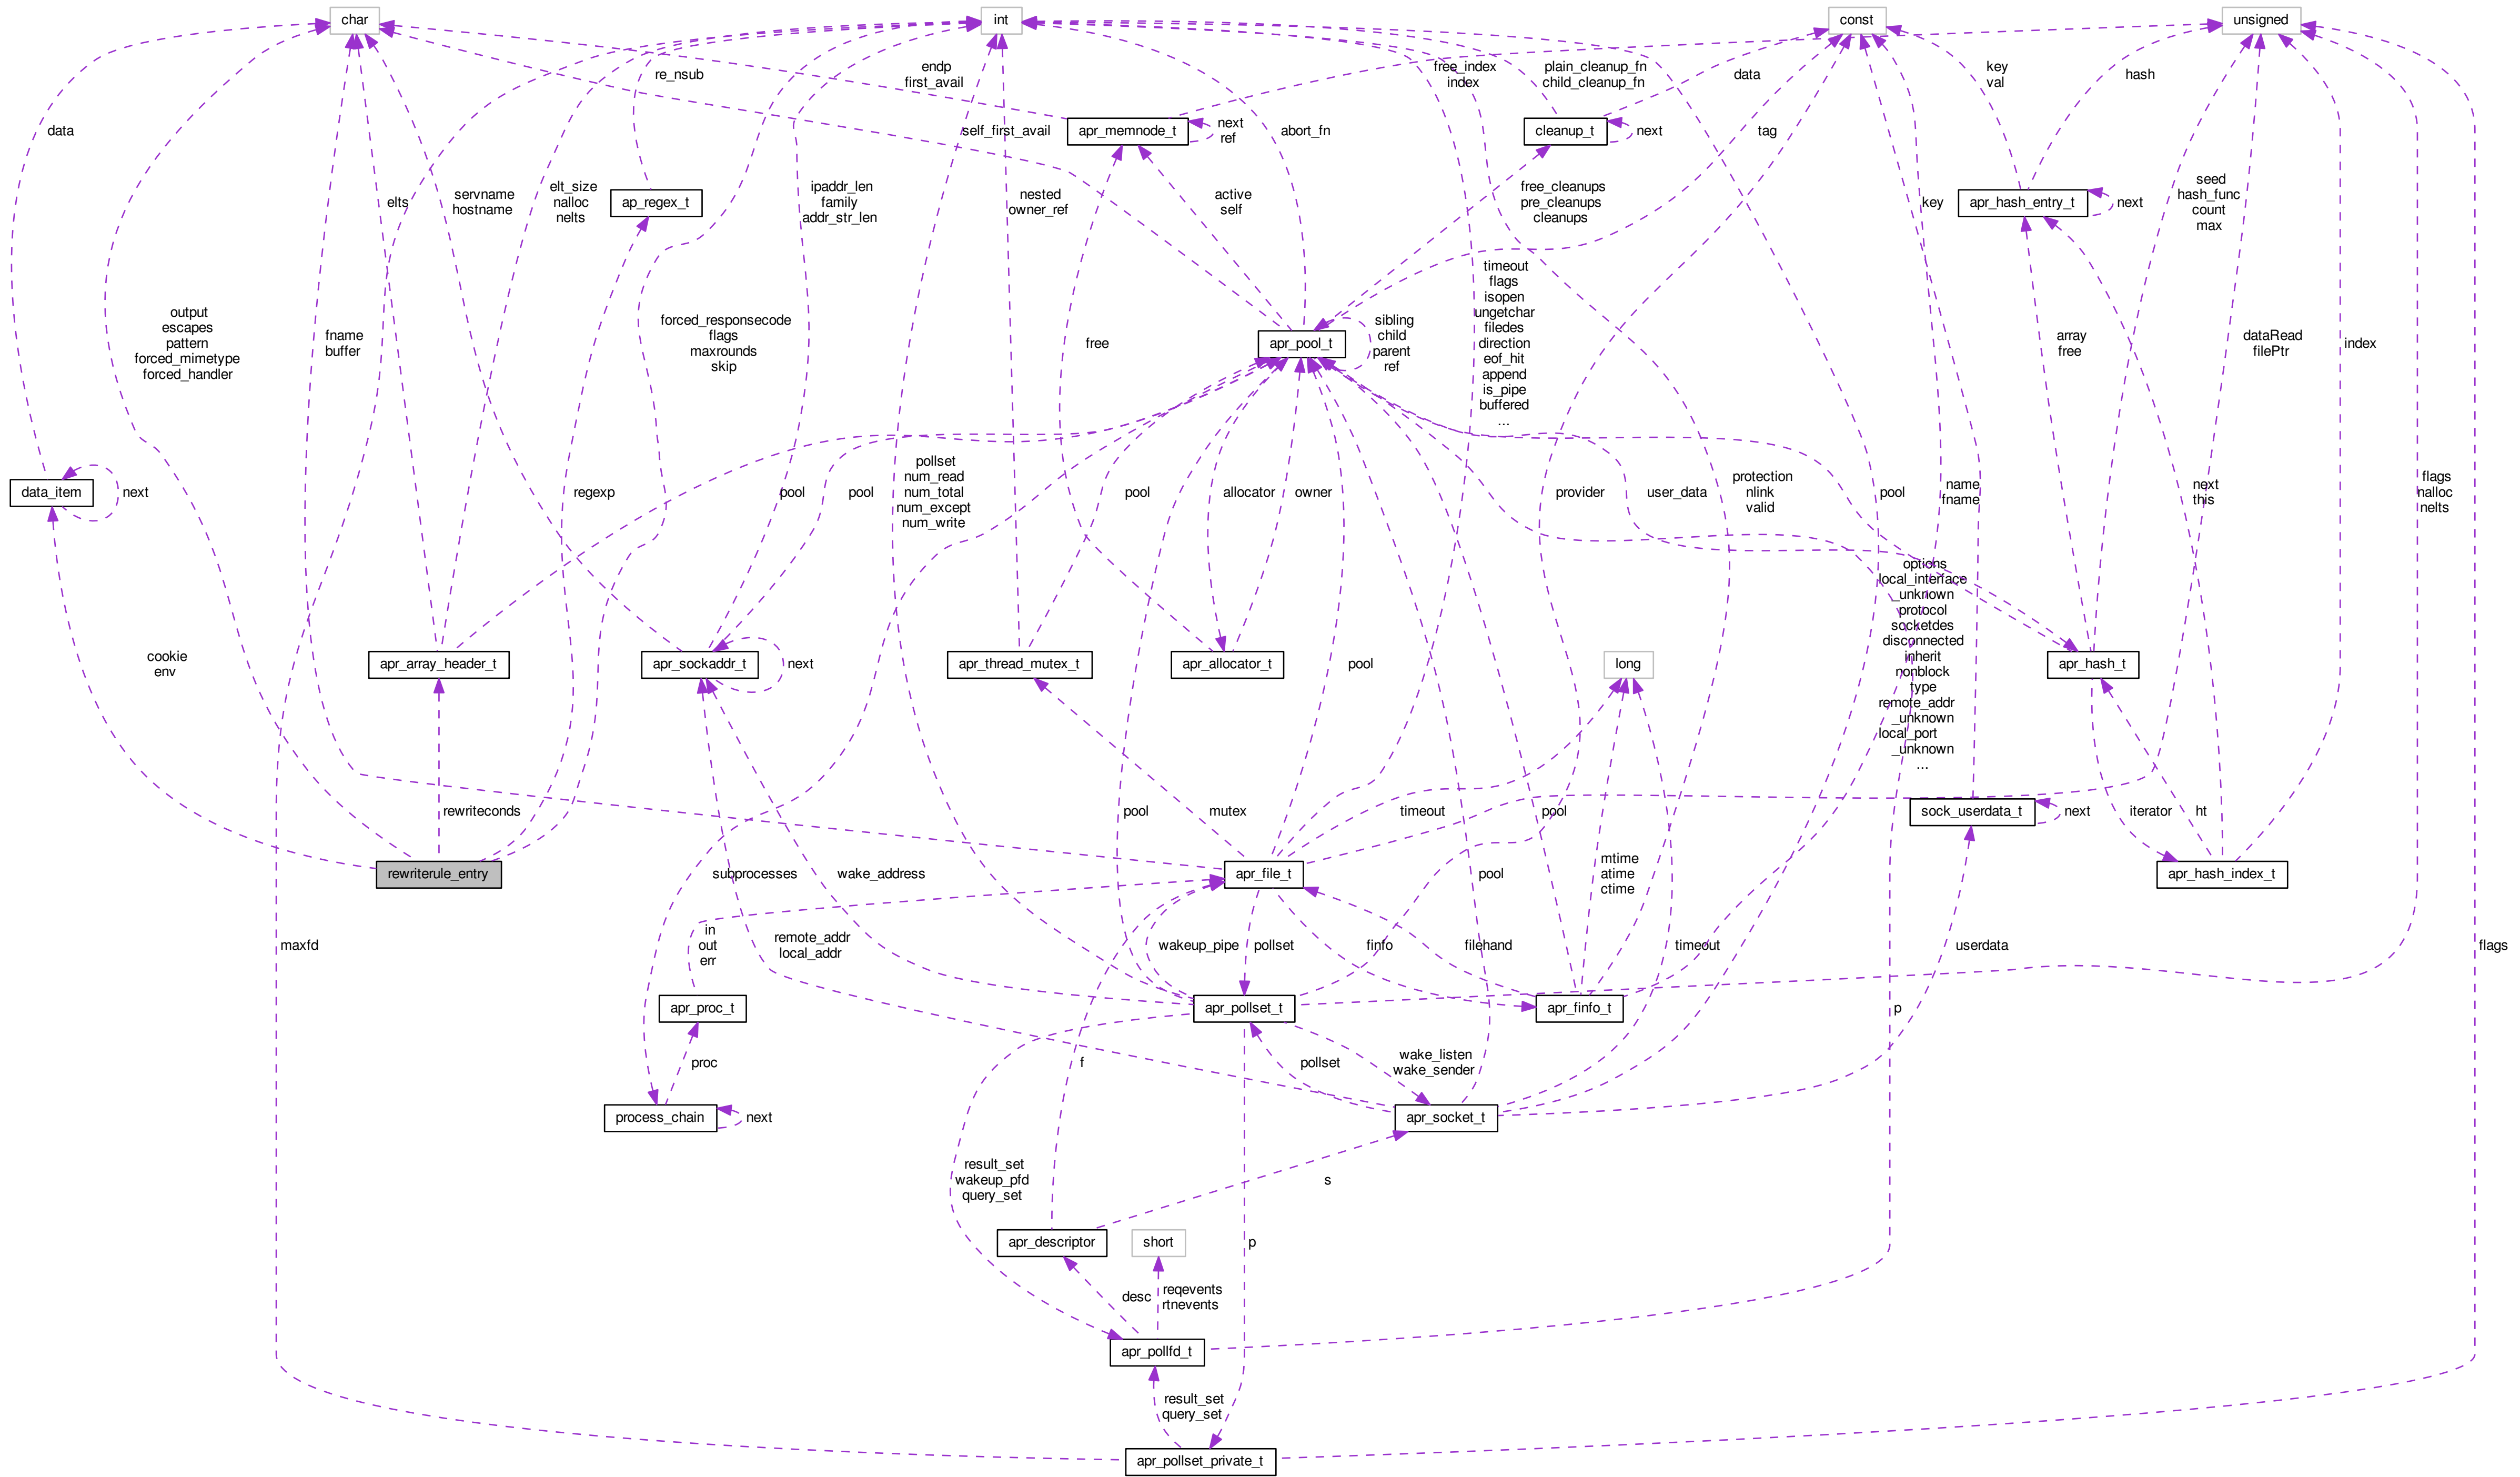 char
int
const
unsigned
re_nsub
endp
first_avail
free_index
index
plain_cleanup_fn
child_cleanup_fn
data
key
val
hash
data
self_first_avail
apr_memnode_t
next
ref
abort_fn
cleanup_t
next
tag
servname
hostname
elts
elt_size
nalloc
nelts
ap_regex_t
ipaddr_len
family
addr_str_len
nested
owner_ref
active
self
free_cleanups
pre_cleanups
cleanups
key
apr_hash_entry_t
next
seed
hash_func
count
max
output
escapes
pattern
forced_mimetype
forced_handler
fname
buffer
forced_responsecode
flags
maxrounds
skip
free
apr_pool_t
sibling
child
parent
ref
timeout
flags
isopen
ungetchar
filedes
direction
eof_hit
append
is_pipe
buffered
...
array
free
dataRead
filePtr
index
data_item
next
regexp
pool
pool
pollset
num_read
num_total
num_except
num_write
pool
allocator
owner
provider
user_data
protection
nlink
valid
pool
name
fname
next
this
flags
nalloc
nelts
cookie
env
apr_array_header_t
apr_sockaddr_t
next
apr_thread_mutex_t
apr_allocator_t
pool
long
options
local_interface
_unknown
protocol
socketdes
disconnected
inherit
nonblock
type
remote_addr
_unknown
local_port
_unknown
...
apr_hash_t
rewriteconds
pool
mutex
timeout
pool
sock_userdata_t
next
iterator
ht
rewriterule_entry
subprocesses
wake_address
apr_file_t
pool
mtime
atime
ctime
apr_hash_index_t
maxfd
in
out
err
remote_addr
local_addr
wakeup_pipe
pollset
finfo
filehand
timeout
userdata
flags
apr_proc_t
apr_pollset_t
apr_finfo_t
p
proc
f
pollset
wake_listen
wake_sender
process_chain
next
apr_socket_t
result_set
wakeup_pfd
query_set
s
apr_descriptor
short
p
desc
reqevents
rtnevents
apr_pollfd_t
result_set
query_set
apr_pollset_private_t